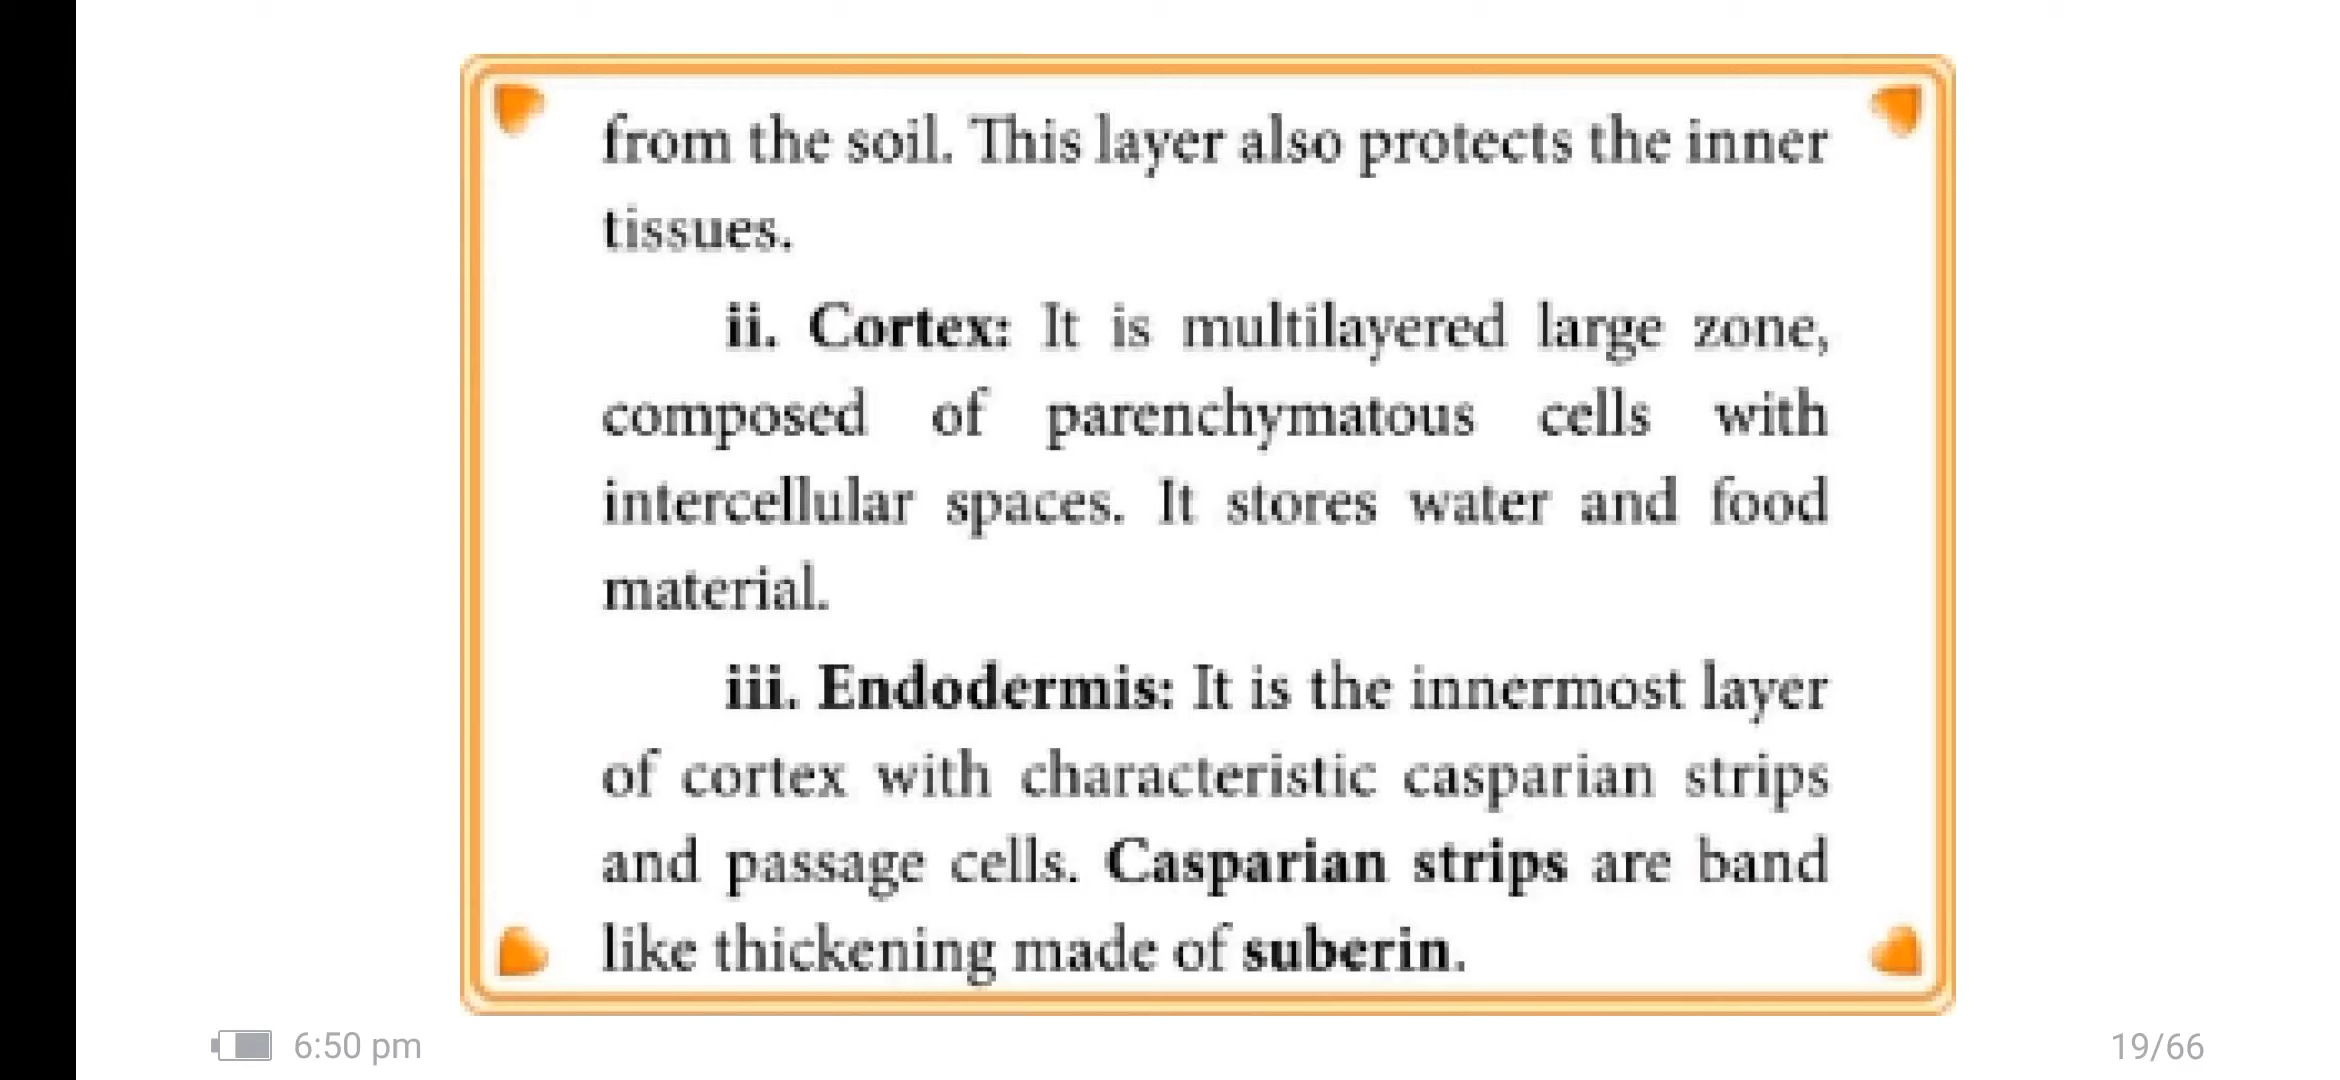 from the soil. This layer also protects the inner
tissues.
ii. Cortex: It is multilayered large zone,
composed of parenchymatous cells with
intercellular spaces. It stores water and food
material.
iii. Endodermis: It is the innermost layer
of cortex with characteristic casparian strips
and passage cells. Casparian strips are band
like thickening made of suberin.
6:50 pm
19/66